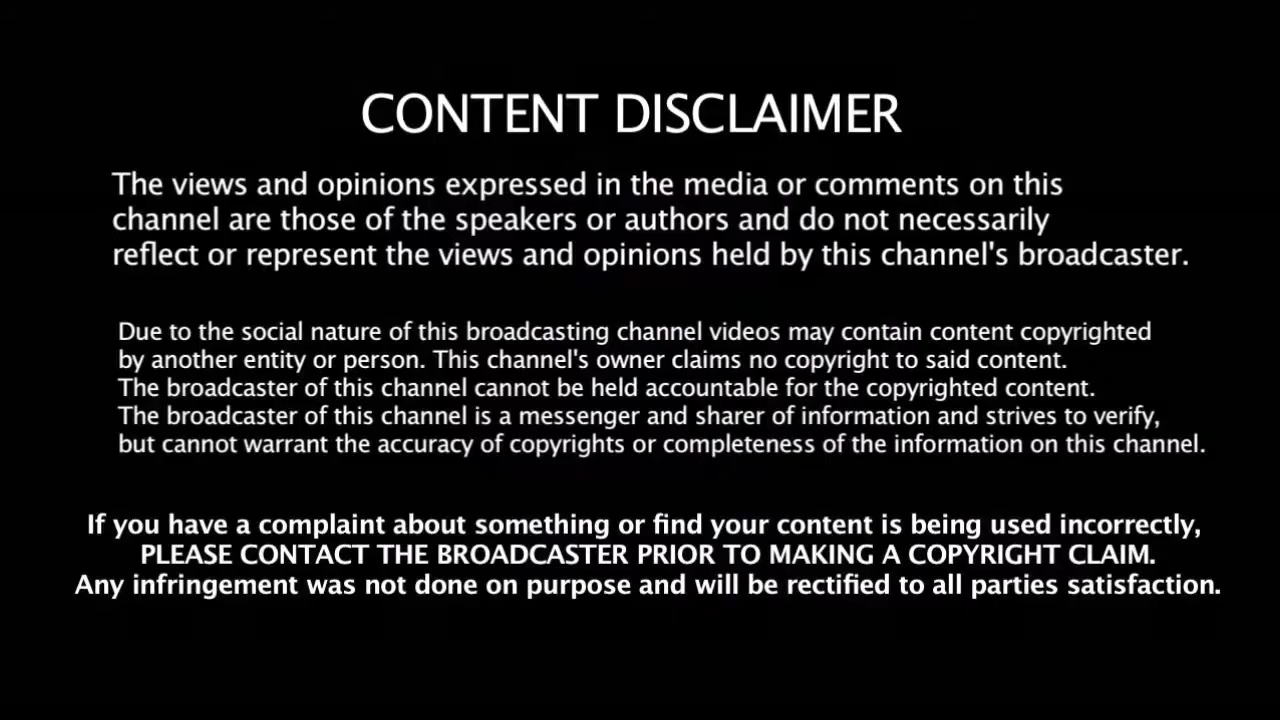 CONTENT DISCLAIMER
The views and opinions expressed in the media or comments on this
channel are those of the speakers or authors and do not necessarily
reflect or represent the views and opinions held by this channel's broadcaster.
Due to the social nature of this broadcasting channel videos may contain content copyrighted
by another entity or person. This channel's owner claims no copyright to said content.
The broadcaster of this channel cannot be held accountable for the copyrighted content.
The broadcaster of this channel is a messenger and sharer of information and strives to verify,
but cannot warrant the accuracy of copyrights or completeness of the information on this channel.
If you have a complaint about something or find your content is being used incorrectly,
PLEASE CONTACT THE BROADCASTER PRIOR TO MAKING A COPYRIGHT CLAIM.
Any infringement was not done on purpose and will be rectified to all parties satisfaction.